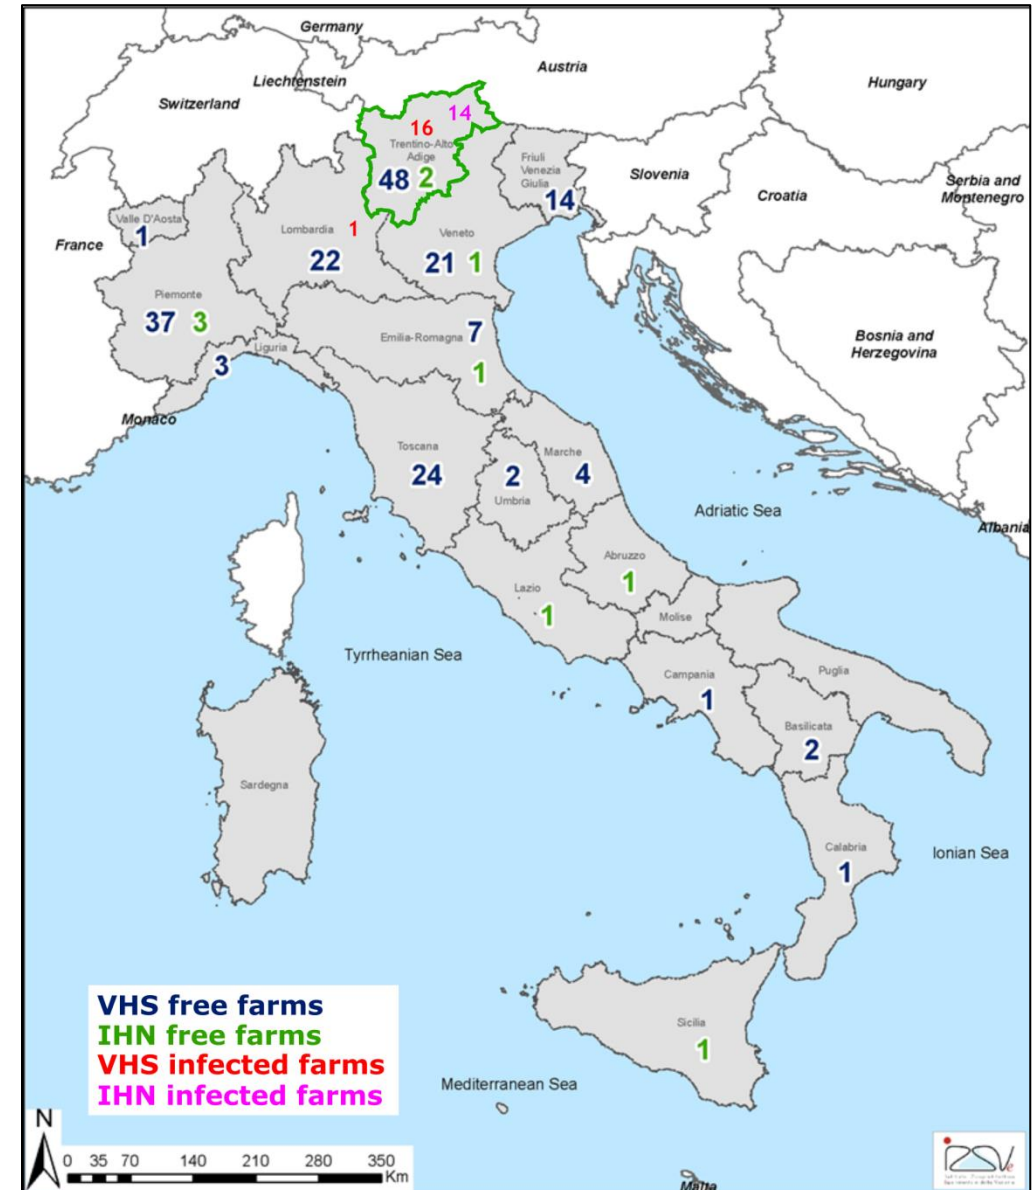 Germany
Liechtenstein
Austria
Hungary
Switzerland
14
16
Trentino-Alto
Adige
48 2
Friuli
Venezia
Giulia
14
Slovenia
Croatia
Serbia and
Montenegro
Valle D'Aosta
1
France
Lombardia
1
22
Veneto
21 1
Piemonte
37 3
Emilia-Romagna
7
1
Liguria
3
Bosnia and
Herzegovina
Monaco
Toscana
24
2
Umbria
Marche
4
Adriatic Sea
Albania
Abruzzo
1
Lazio
1
Molise
Tyrrheanian Sea
Campania
1
Puglia
Basilicata
2
Sardegna
Calabria
1
Ionian Sea
VHS free farms
IHN free farms
VHS infected farms
IHN infected farms
Sicilia
1
Mediterranean Sea
N
0 35 70 140 210 280 350
Km
Malta
IZSVe